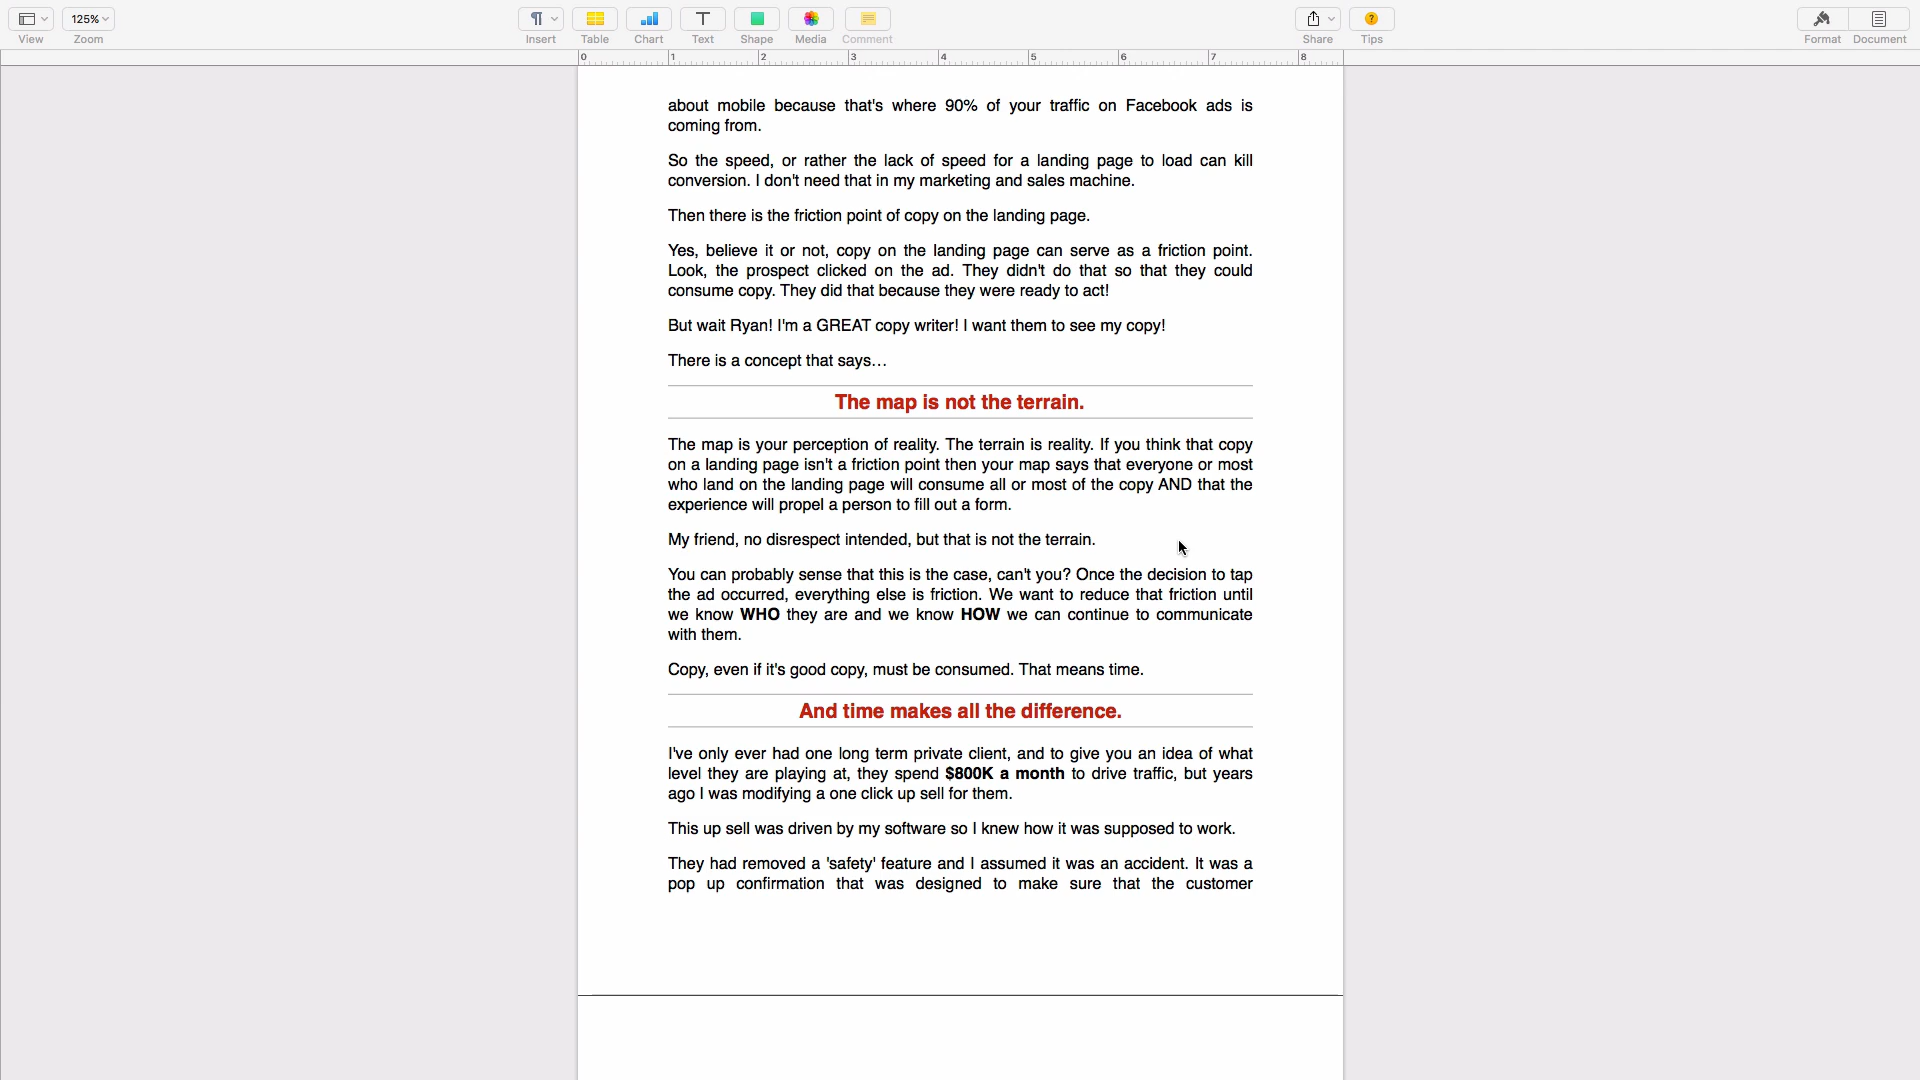 125%
View
Zoom
Insert
Table
Chart
Text
Shape
Media
Comment
Share
Tips
Format
Document
0 1 2 3 4 5 6 7 8
about mobile because that's where 90% of your traffic on Facebook ads is
coming from.
So the speed, or rather the lack of speed for a landing page to load can kill
conversion. I don't need that in my marketing and sales machine.
Then there is the friction point of copy on the landing page.
Yes, believe it or not, copy on the landing page can serve as a friction point.
Look, the prospect clicked on the ad. They didn't do that so that they could
consume copy. They did that because they were ready to act!
But wait Ryan! I'm a GREAT copy writer! I want them to see my copy!
There is a concept that says…
The map is not the terrain.
The map is your perception of reality. The terrain is reality. If you think that copy
on a landing page isn't a friction point then your map says that everyone or most
who land on the landing page will consume all or most of the copy AND that the
experience will propel a person to fill out a form.
My friend, no disrespect intended, but that is not the terrain.
You can probably sense that this is the case, can't you? Once the decision to tap
the ad occurred, everything else is friction. We want to reduce that friction until
we know WHO they are and we know HOW we can continue to communicate
with them.
Copy, even if it's good copy, must be consumed. That means time.
And time makes all the difference.
I've only ever had one long term private client, and to give you an idea of what
level they are playing at, they spend $800K a month to drive traffic, but years
ago I was modifying a one click up sell for them.
This up sell was driven by my software so I knew how it was supposed to work.
They had removed a 'safety' feature and I assumed it was an accident. It was a
pop up confirmation that was designed to make sure that the customer